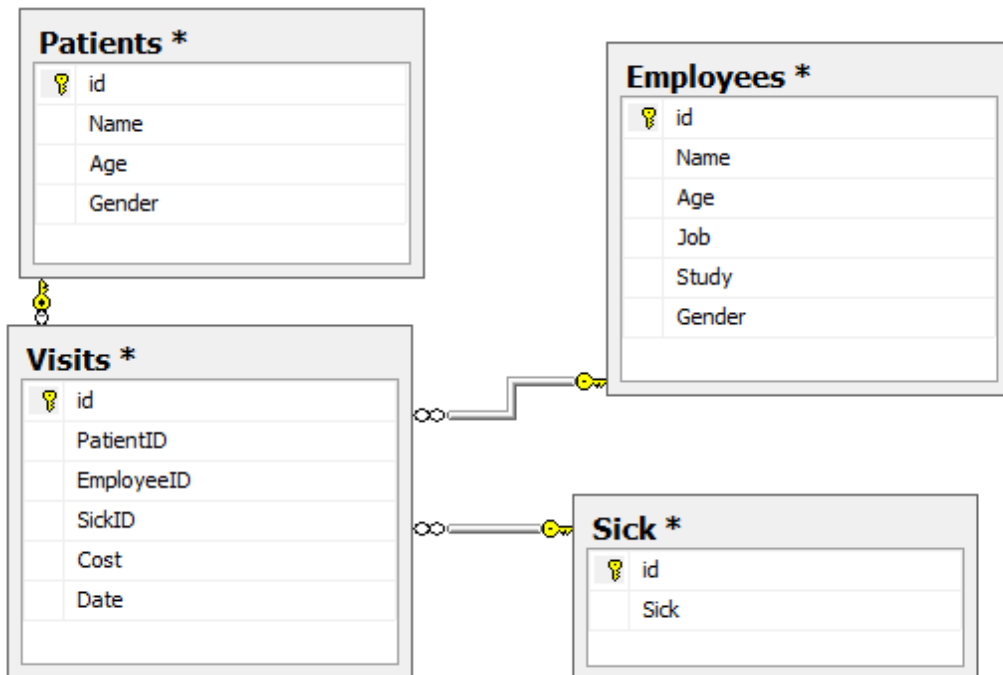 Patients *
id
Name
Age
Gender
Employees *
id
Name
Age
Job
Study
Gender
Visits *
id
PatientID
EmployeeID
SickID
Cost
Date
Sick *
id
Sick